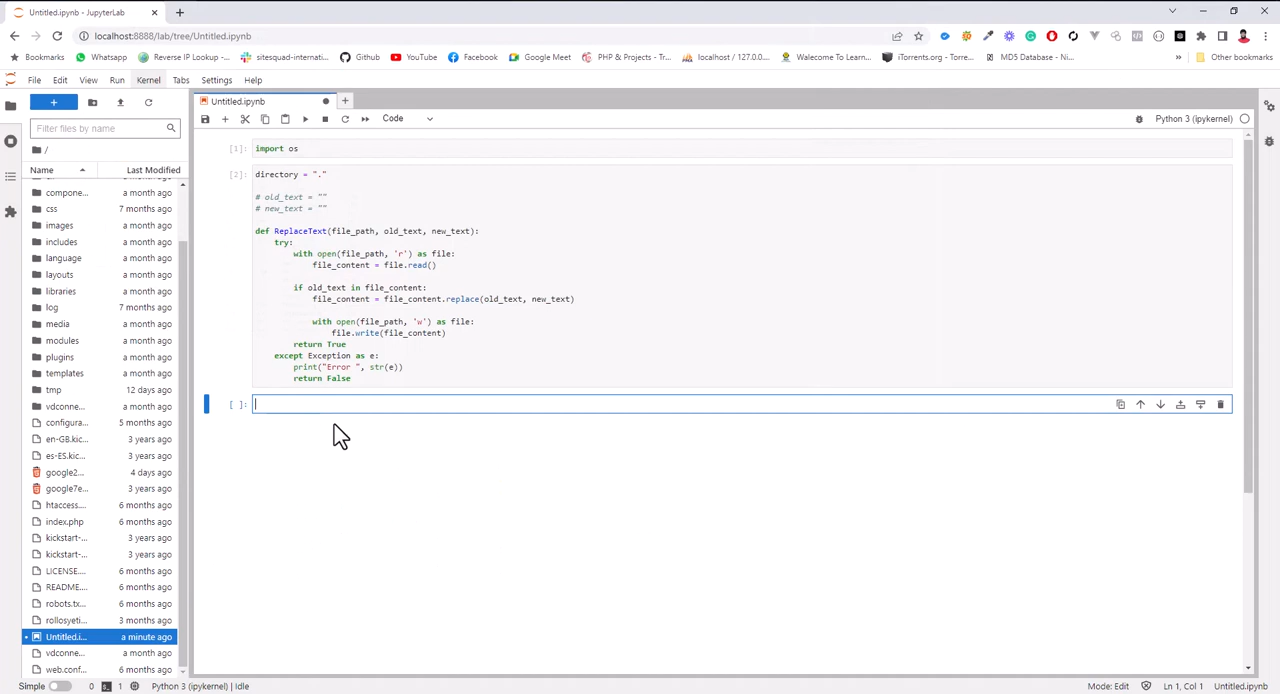 Untitled.ipynb - JupyterLab
localhost:8888/lab/tree/Untitled.ipynb
Bookmarks Whatsapp Reverse IP Lookup -... sitesquad-internati... Github YouTube Facebook Google Meet PHP & Projects - Tr... localhost / 127.0.0.... Walcome To Learnin... iTorrents.org - Torre... MD5 Database - Ni... » Other bookmarks
File Edit View Run Kernel Tabs Settings Help
Untitled.ipynb
Code Python 3 (ipykernel)
Filter files by name
/
Name Last Modified
compone... a month ago
css 7 months ago
images a month ago
includes a month ago
language a month ago
layouts a month ago
libraries a month ago
log 7 months ago
media a month ago
modules a month ago
plugins a month ago
templates a month ago
tmp 12 days ago
vdconne... a month ago
configura... 5 months ago
en-GB.kic... 3 years ago
es-ES.kic... 3 years ago
google2... 4 days ago
google7e... 3 years ago
htaccess.... 6 months ago
index.php 6 months ago
kickstart-... 3 years ago
kickstart-... 3 years ago
LICENSE.... 6 months ago
README.... 6 months ago
robots.tx... 6 months ago
rollosyeti... 3 months ago
Untitled.i... a minute ago
vdconne... a month ago
web.conf... 6 months ago
[1]: import os
[2]: directory = "."
# old_text = ""
# new_text = ""
def ReplaceText(file_path, old_text, new_text):
try:
with open(file_path, 'r') as file:
file_content = file.read()
if old_text in file_content:
file_content = file_content.replace(old_text, new_text)
with open(file_path, 'w') as file:
file.write(file_content)
return True
except Exception as e:
print("Error ", str(e))
return False
[ ]:
Simple 0 1 Python 3 (ipykernel) | Idle Mode: Edit Ln 1, Col 1 Untitled.ipynb